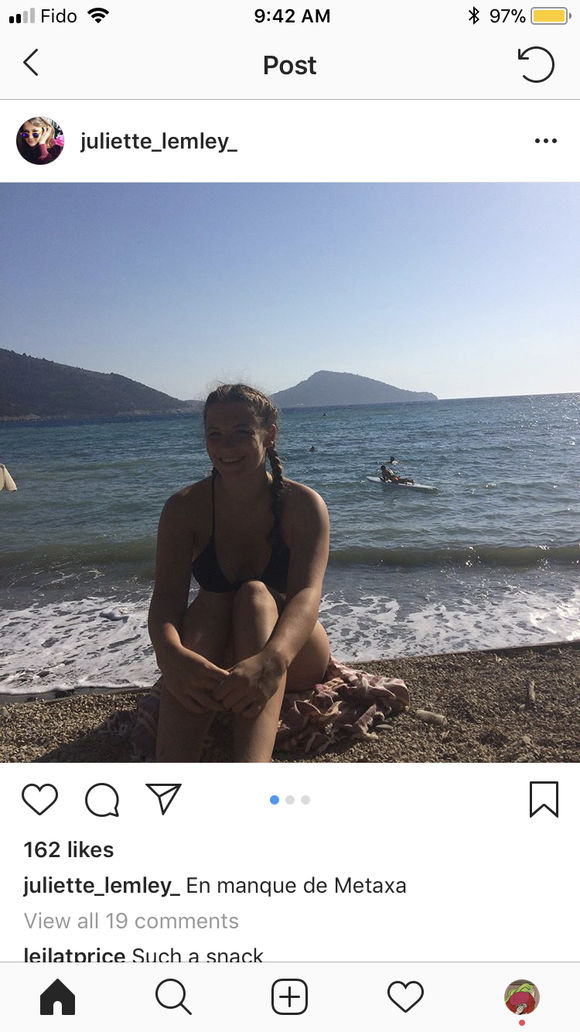 Fido 9:42 AM 97%
Post
juliette_lemley_
162 likes
juliette_lemley_ En manque de Metaxa
View all 19 comments
leilatprice Such a snack